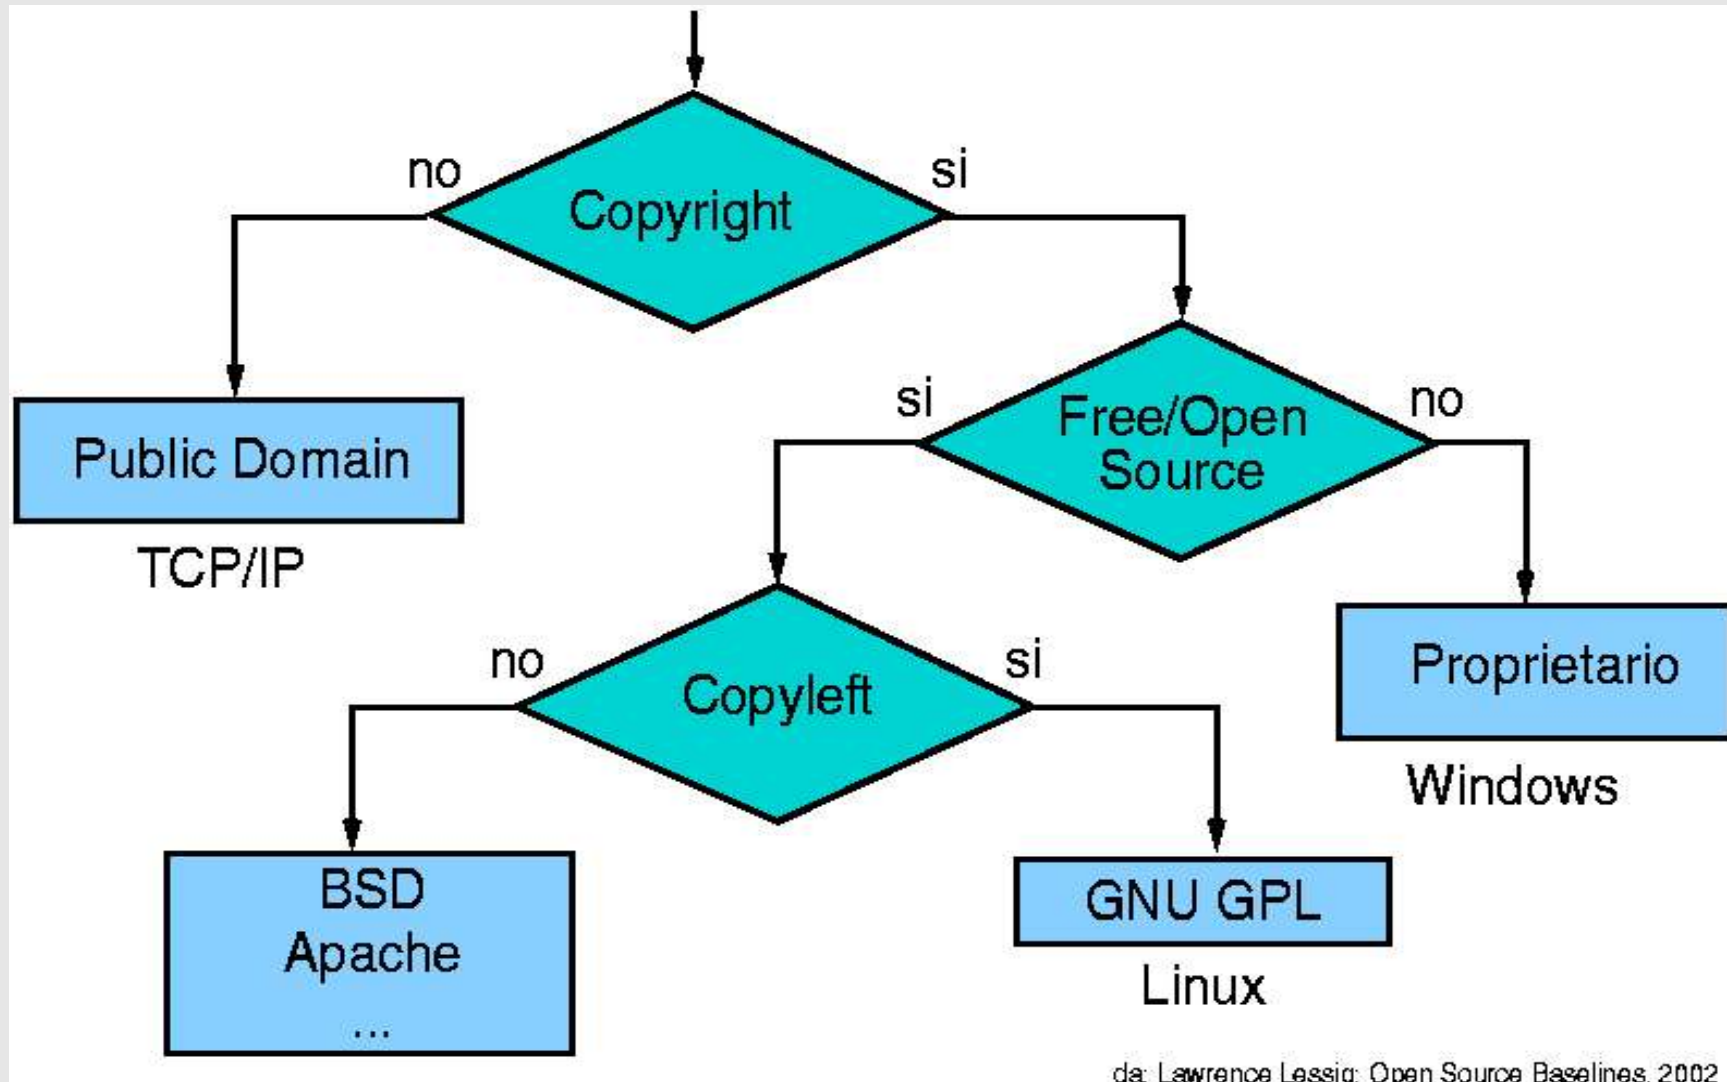 no
si
Copyright
si
no
Free/Open
Source
Public Domain
TCP/IP
no
si
Copyleft
Proprietario
Windows
BSD
Apache
...
GNU GPL
Linux
da: Lawrence Lessig: Open Source Baselines, 2002